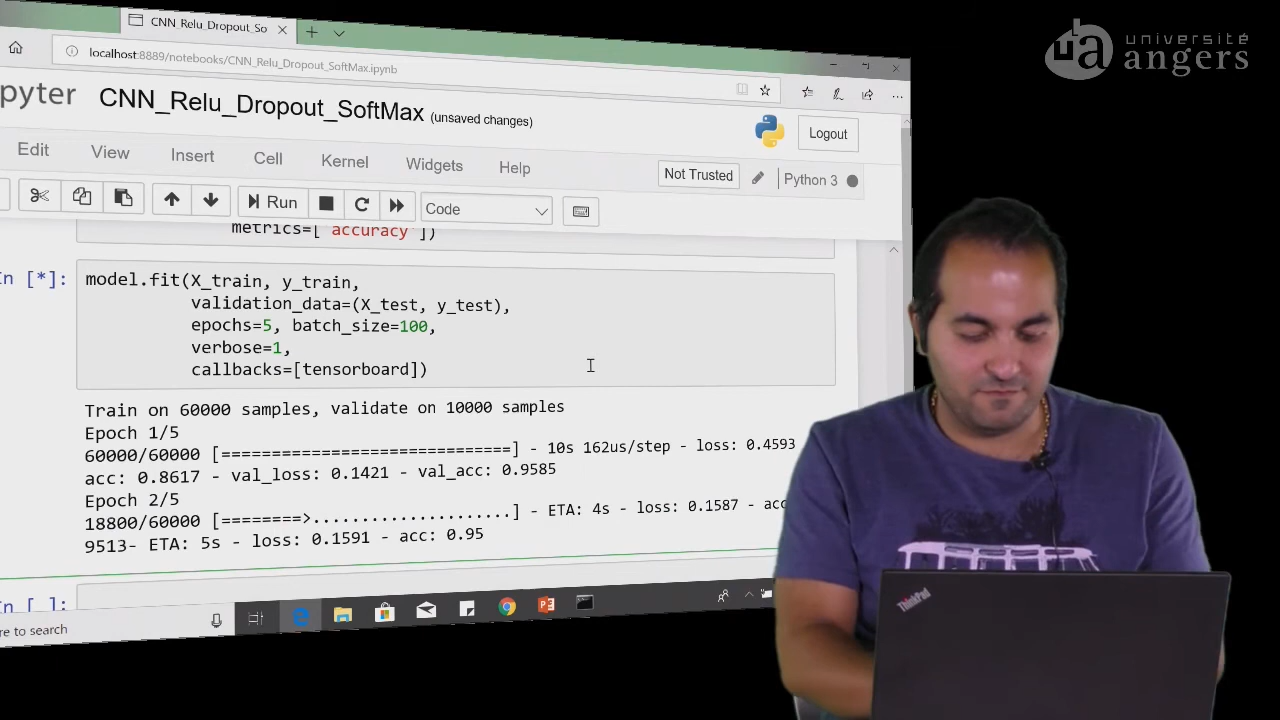 CNN_Relu_Dropout_So
localhost:8889/notebooks/CNN_Relu_Dropout_SoftMax.ipynb
université
angers
pyter CNN_Relu_Dropout_SoftMax (unsaved changes)
Logout
Edit View Insert Cell Kernel Widgets Help
Not Trusted
Python 3
Run
Code
metrics=['accuracy'])
n [*]:
model.fit(X_train, y_train,
validation_data=(X_test, y_test),
epochs=5, batch_size=100,
verbose=1,
callbacks=[tensorboard])
Train on 60000 samples, validate on 10000 samples
Epoch 1/5
60000/60000 [==============================] - 10s 162us/step - loss: 0.4593
acc: 0.8617 - val_loss: 0.1421 - val_acc: 0.9585
Epoch 2/5
18800/60000 [========>.....................] - ETA: 4s - loss: 0.1587 - acc
9513- ETA: 5s - loss: 0.1591 - acc: 0.95
n [ ]:
re to search
ThinkPad